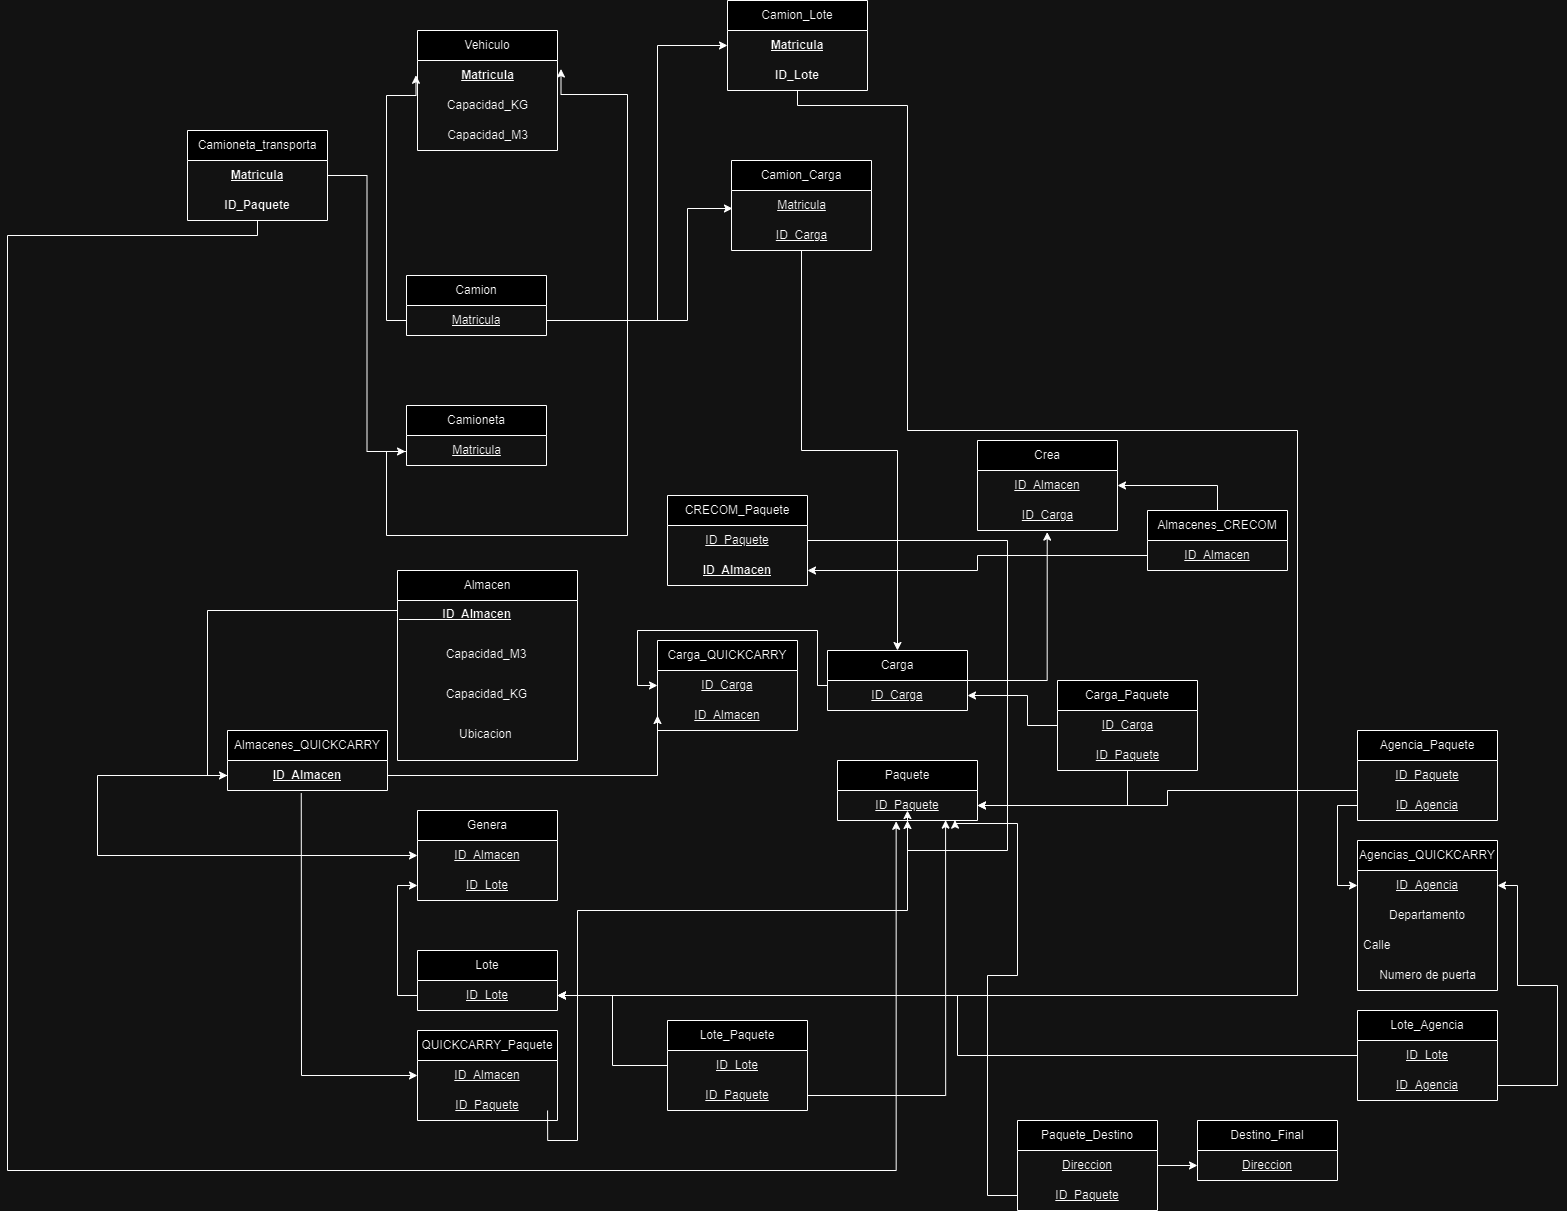 Camion_Lote
Matricula
ID_Lote
Vehiculo
Matricula
Capacidad_KG
Capacidad_M3
Camioneta_transporta
Matricula
ID_Paquete
Camion_Carga
Matricula
ID_Carga
Camion
Matricula
Camioneta
Matricula
Crea
ID_Almacen
ID_Carga
CRECOM_Paquete
ID_Paquete
ID_Almacen
Almacenes_CRECOM
ID_Almacen
Almacen
ID_Almacen
Capacidad_M3
Capacidad_KG
Ubicacion
Carga_QUICKCARRY
ID_Carga
ID_Almacen
Carga
ID_Carga
Carga_Paquete
ID_Carga
ID_Paquete
Almacenes_QUICKCARRY
ID_Almacen
Paquete
ID_Paquete
Agencia_Paquete
ID_Paquete
ID_Agencia
Genera
ID_Almacen
ID_Lote
Agencias_QUICKCARRY
ID_Agencia
Departamento
Calle
Numero de puerta
Lote
ID_Lote
QUICKCARRY_Paquete
ID_Almacen
ID_Paquete
Lote_Paquete
ID_Lote
ID_Paquete
Lote_Agencia
ID_Lote
ID_Agencia
Paquete_Destino
Direccion
ID_Paquete
Destino_Final
Direccion